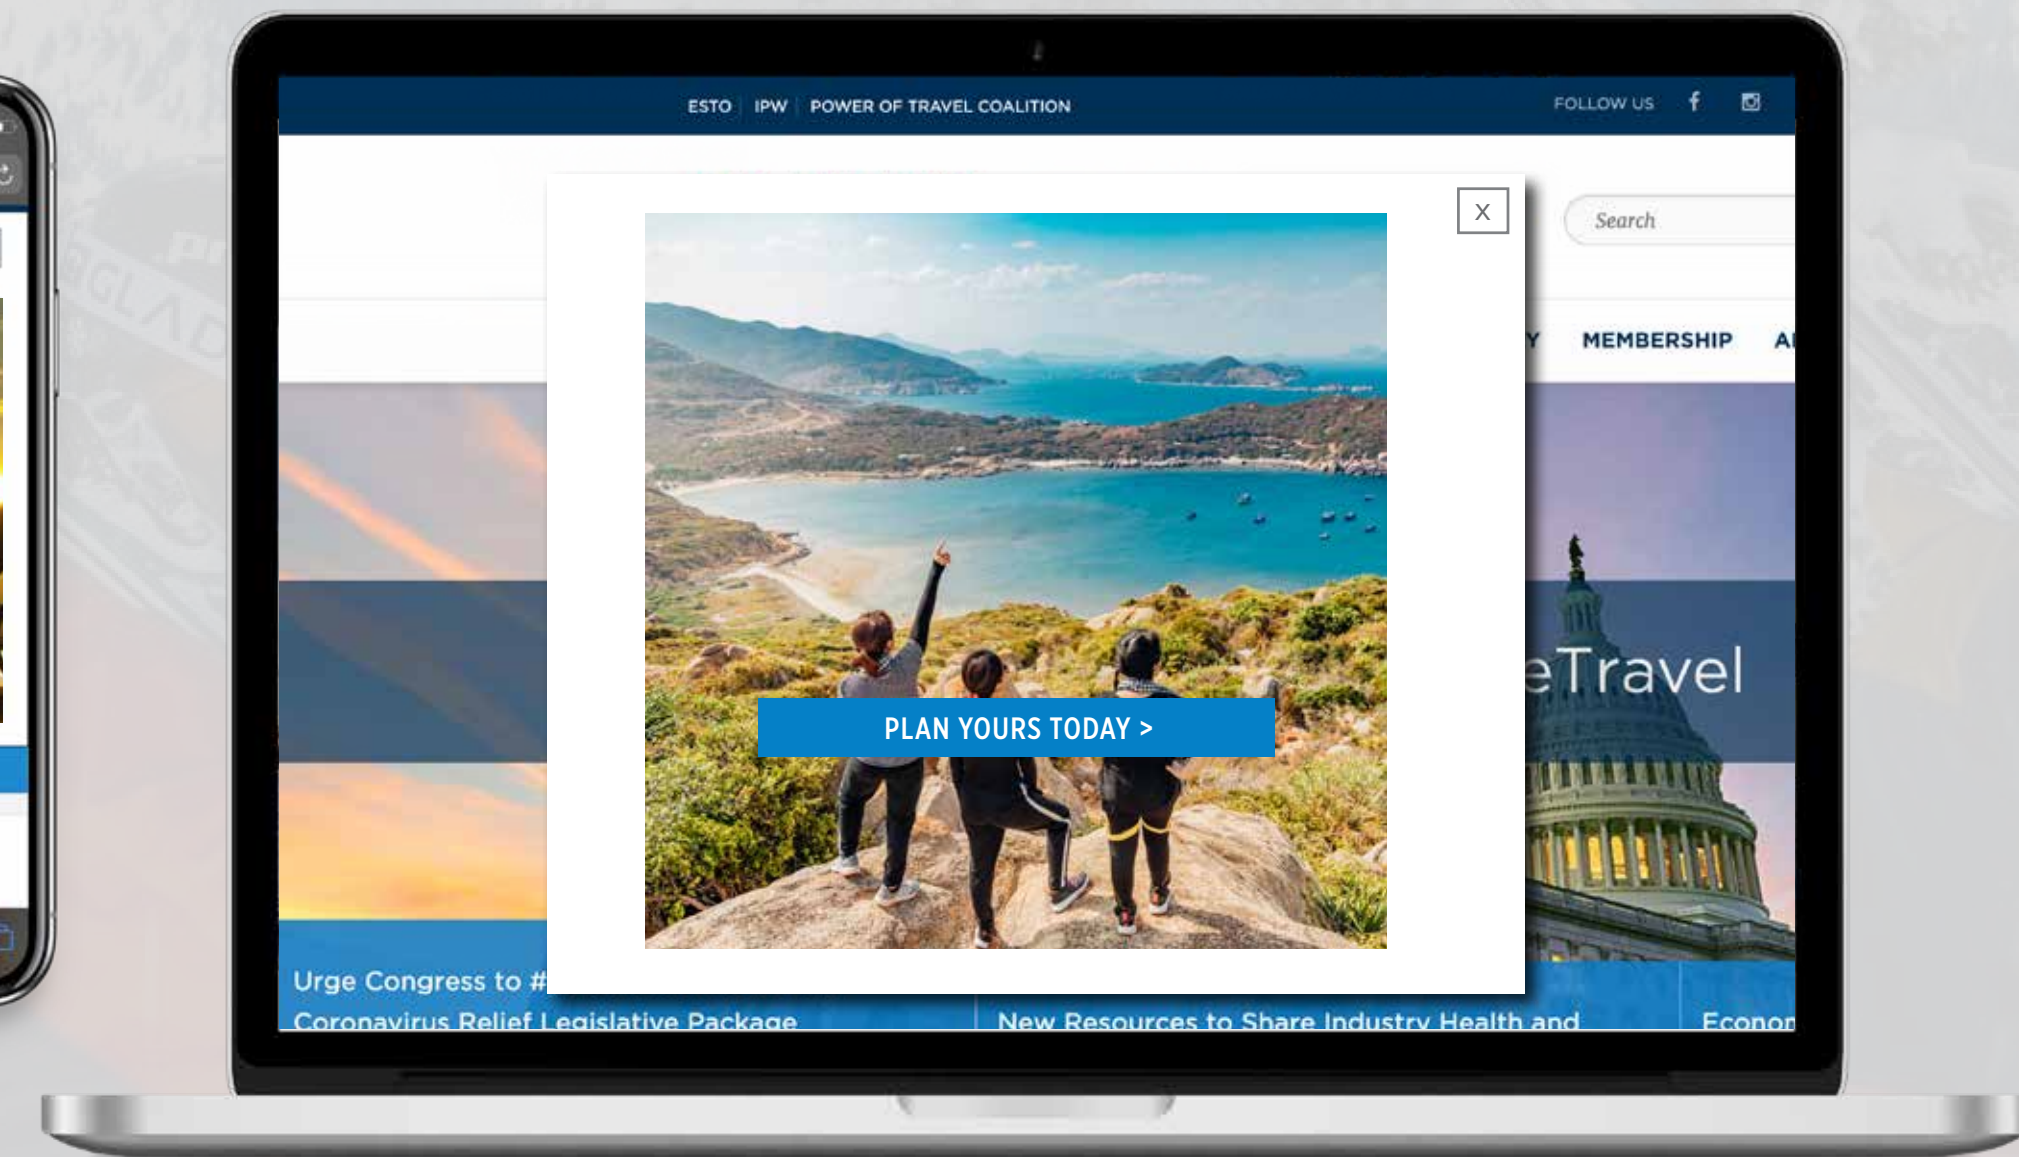 ESTO IPW POWER OF TRAVEL COALITION
FOLLOW US
X
Search
Y MEMBERSHIP
eTravel
PLAN YOURS TODAY >
Urge Congress to #
Coronavirus Relief Legislative Package
New Resources to Share Industry Health and
Econor